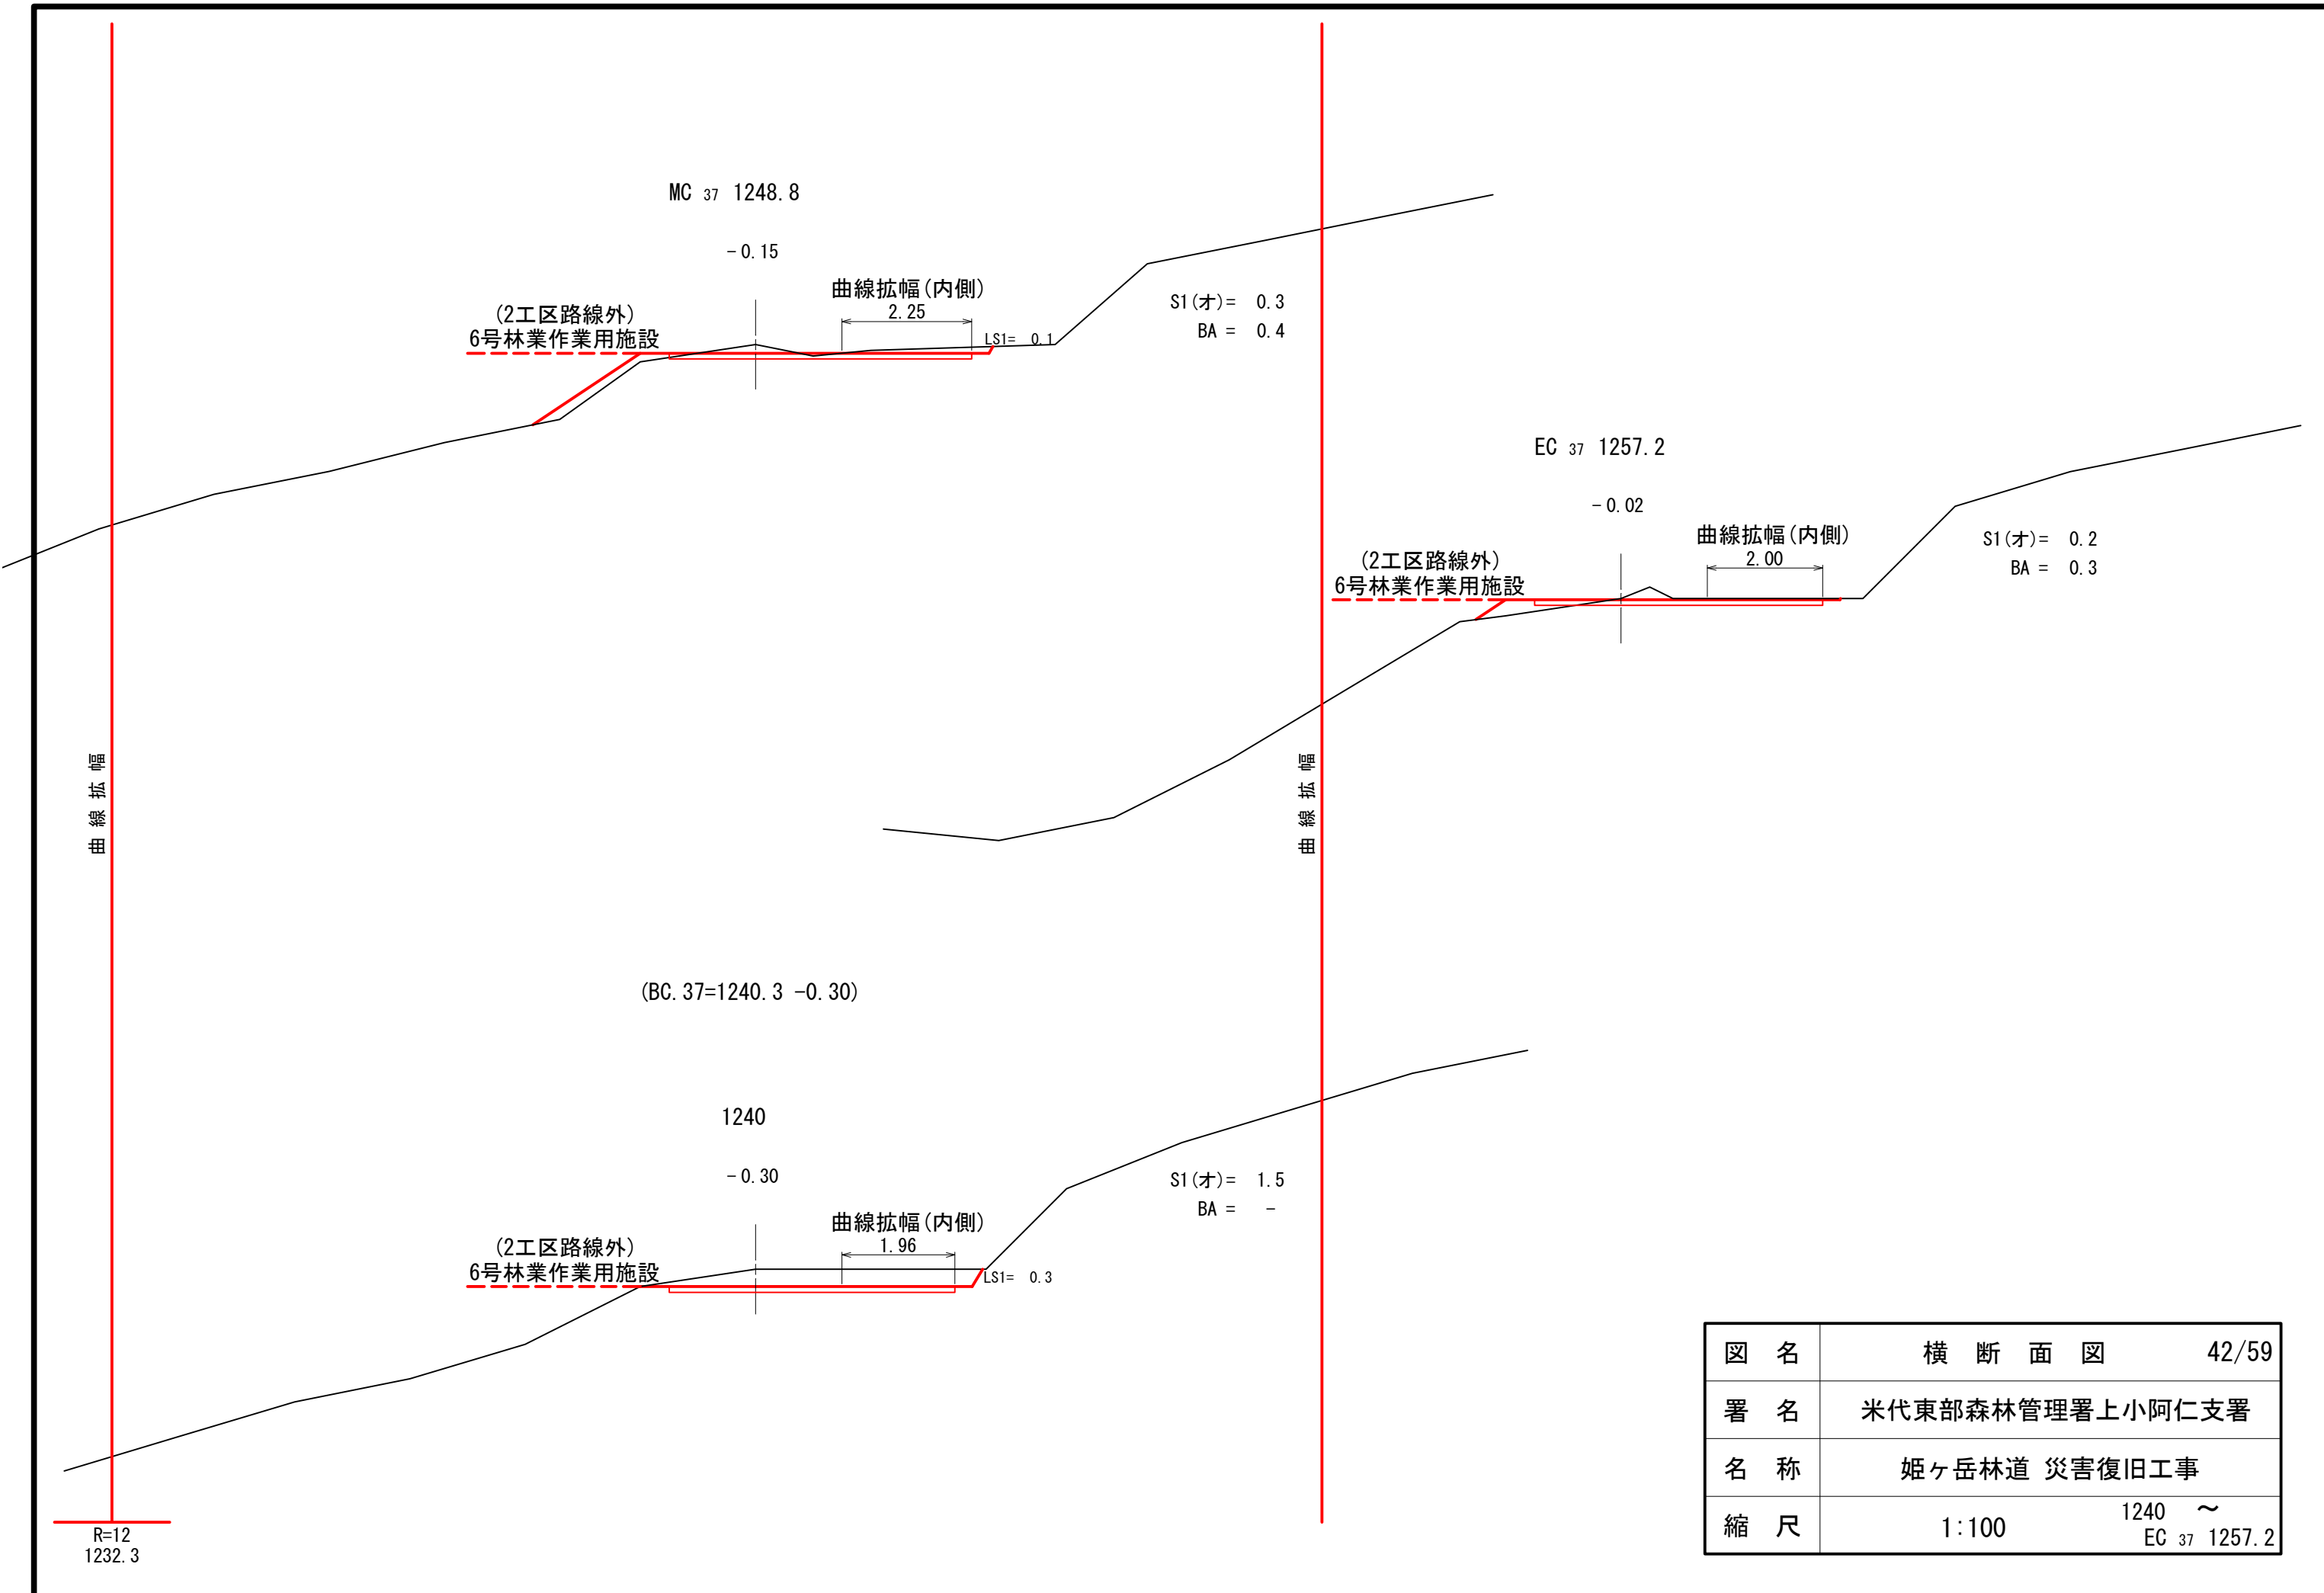 MC 37 1248.8
-0.15
曲線拡幅(内側)
2.25
(2工区路線外)
6号林業作業用施設
LS1= 0.1
S1(オ)= 0.3
BA = 0.4
EC 37 1257.2
-0.02
曲線拡幅(内側)
2.00
(2工区路線外)
6号林業作業用施設
S1(オ)= 0.2
BA = 0.3
曲線拡幅
曲線拡幅
(BC.37=1240.3 -0.30)
1240
-0.30
曲線拡幅(内側)
1.96
(2工区路線外)
6号林業作業用施設
LS1= 0.3
S1(オ)= 1.5
BA = -
R=12
1232.3
図 名 横 断 面 図 42/59
署 名 米代東部森林管理署上小阿仁支署
名 称 姫ヶ岳林道 災害復旧工事
縮 尺 1:100 1240 ~
EC 37 1257.2